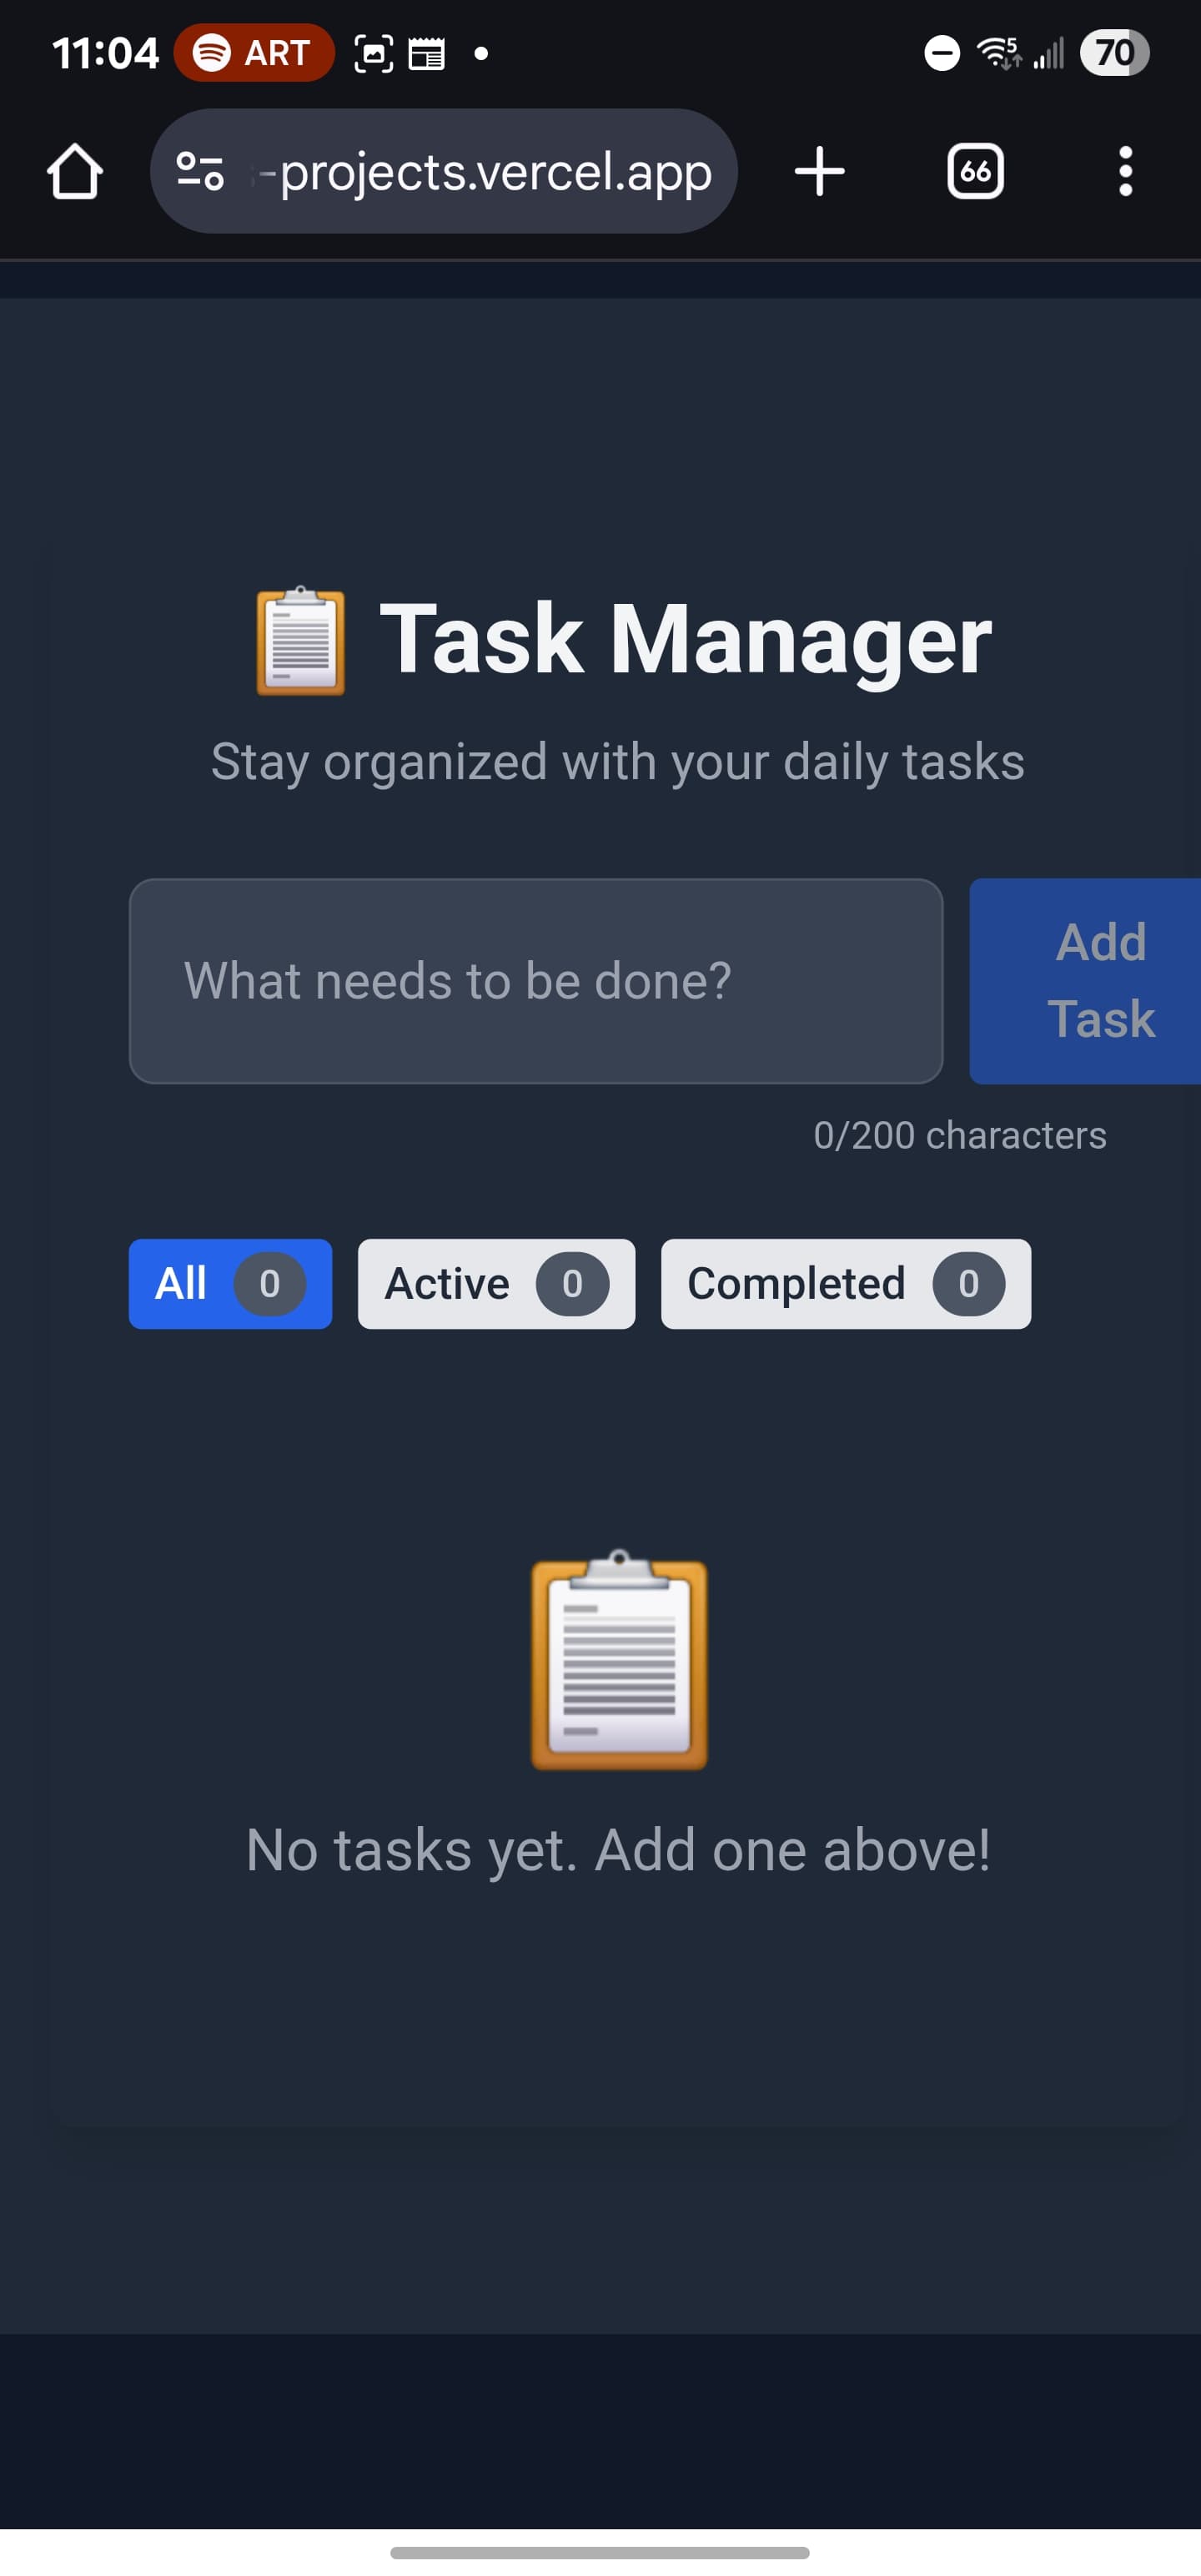 11:04 ART 5 70
-projects.vercel.app 66
📋 Task Manager
Stay organized with your daily tasks
What needs to be done?
Add
Task
0/200 characters
All 0 Active 0 Completed 0
No tasks yet. Add one above!